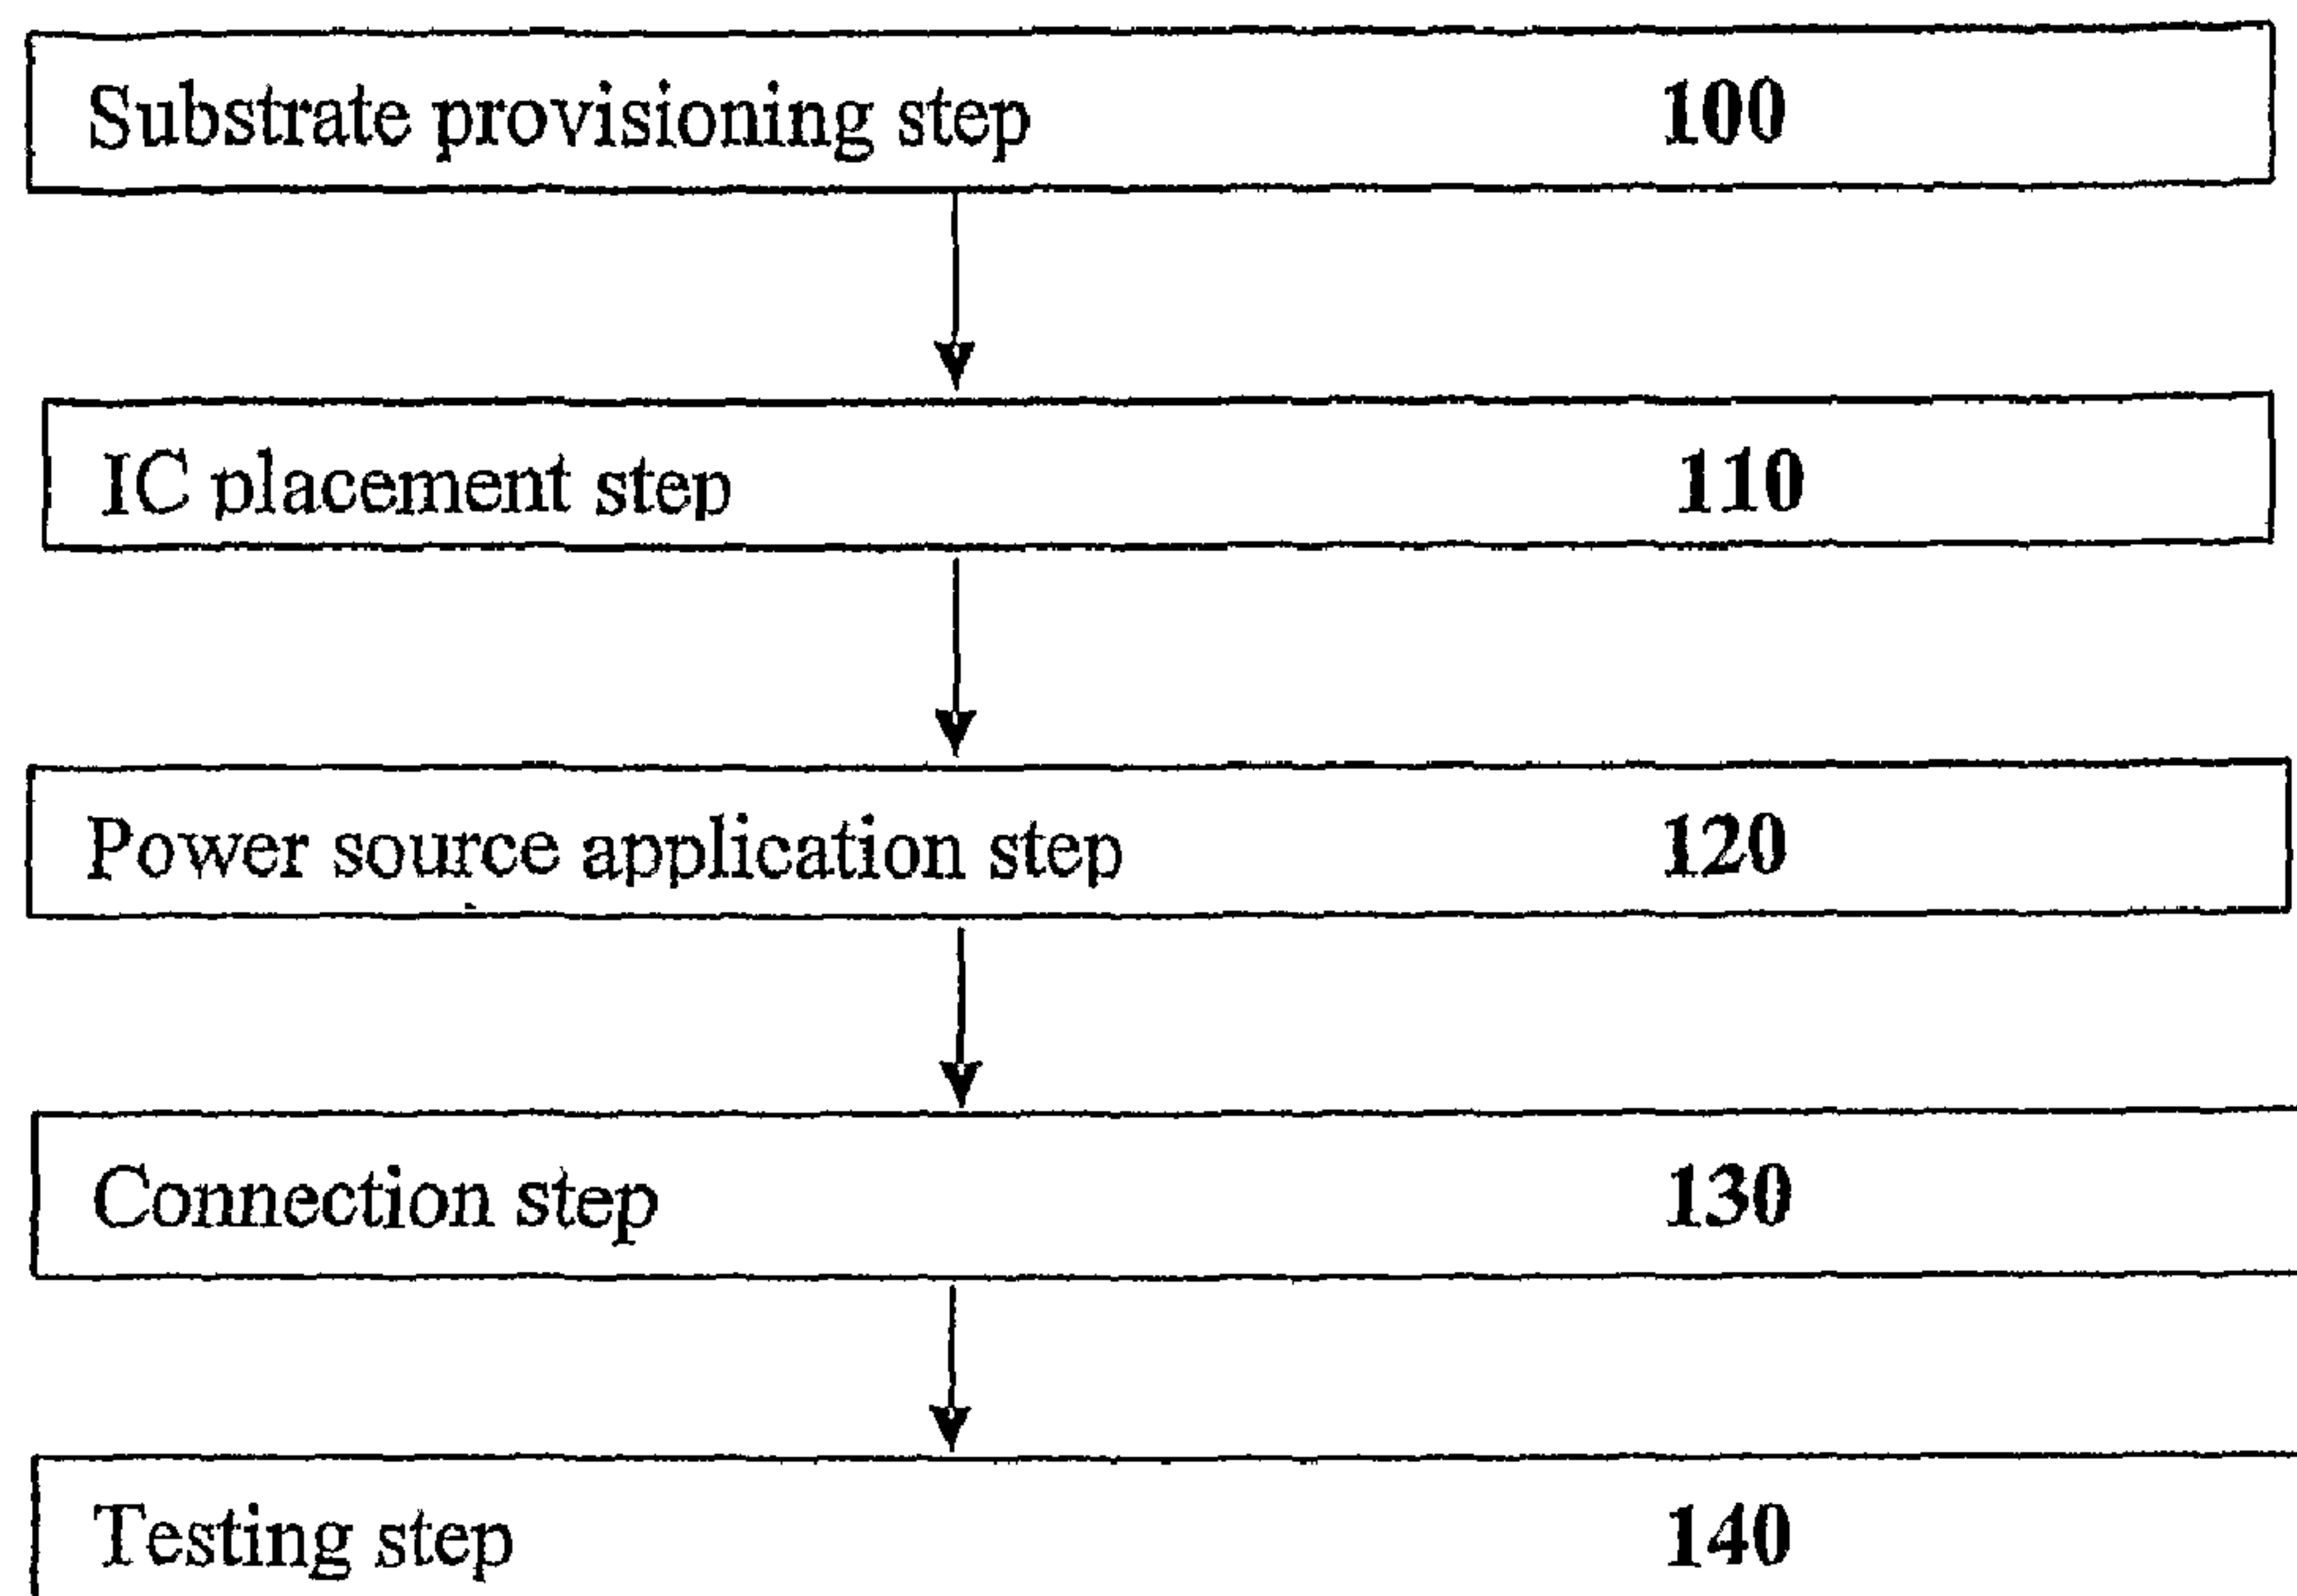 Substrate provisioning step 100
IC placement step 110
Power source application step 120
Connection step 130
Testing step 140